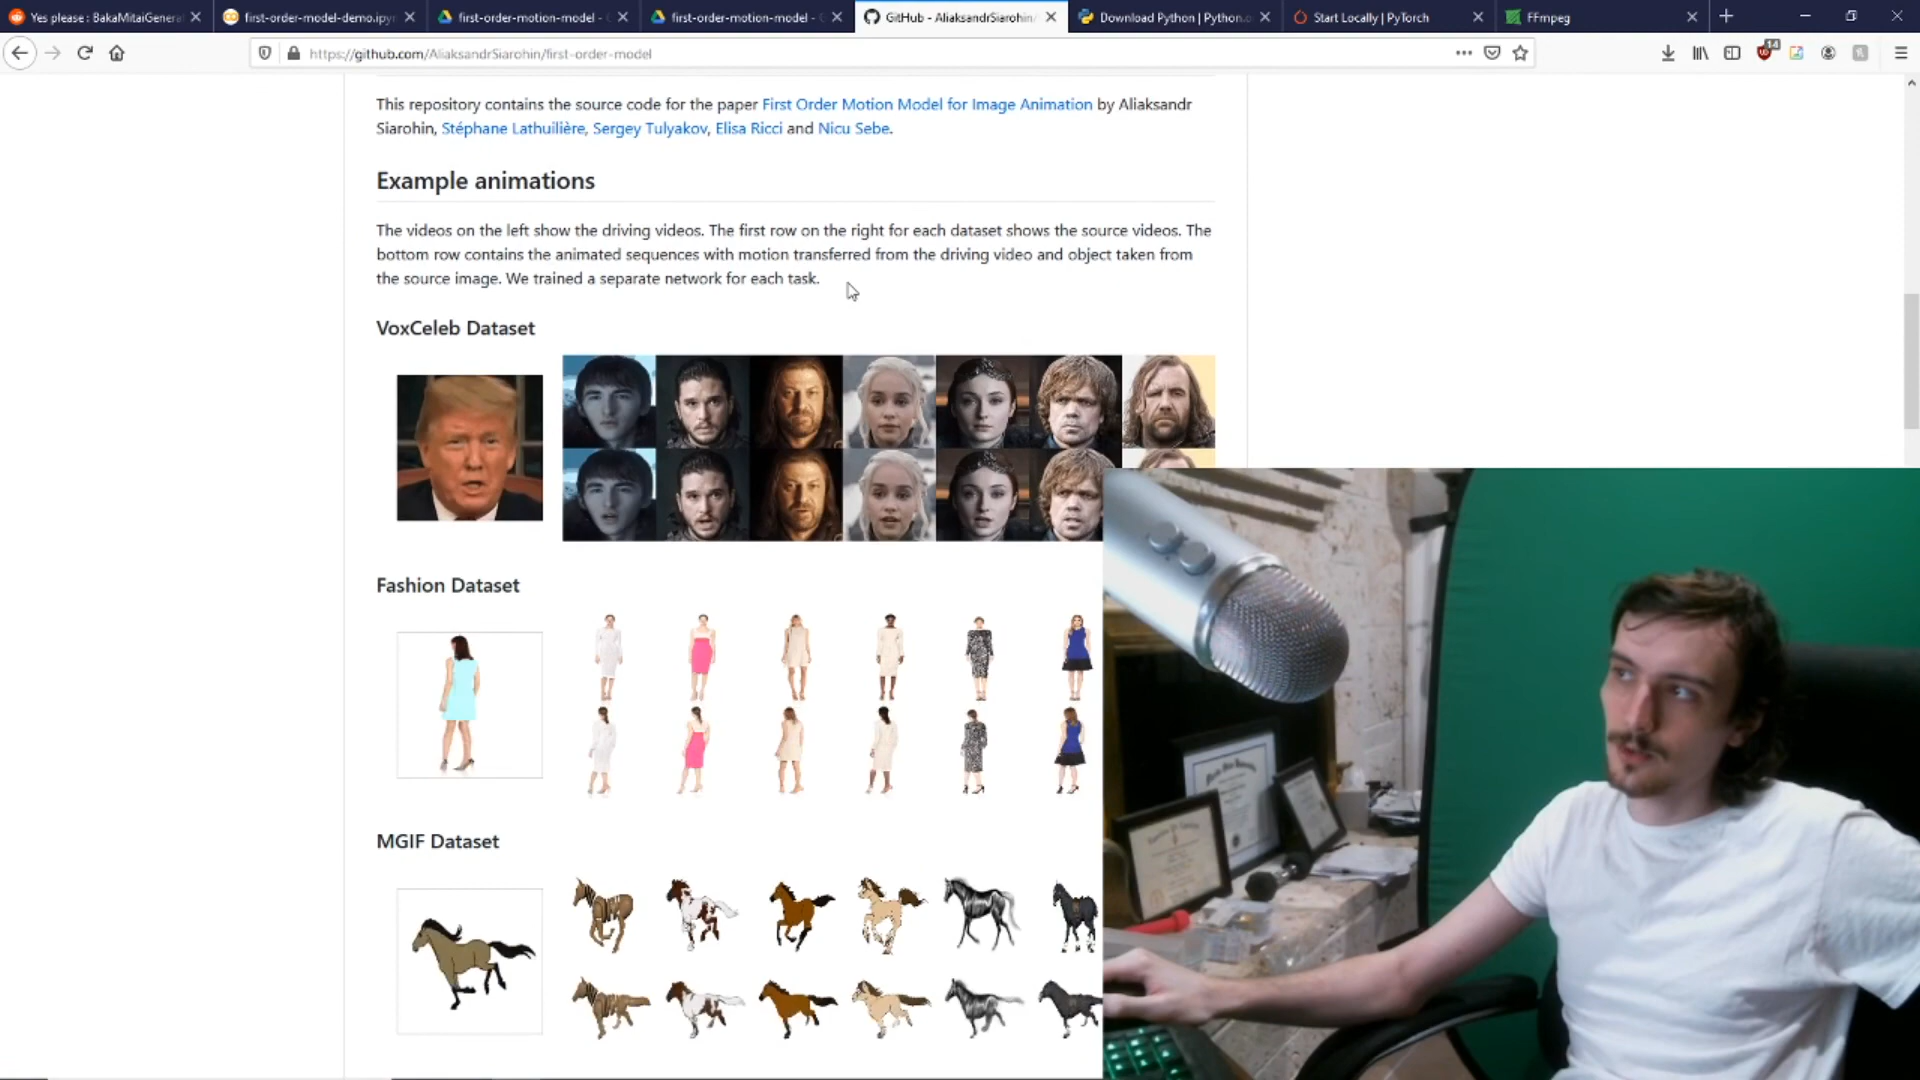 Yes please : BakaMitaiGenera
first-order-model-demo.ipyn
first-order-motion-model - G
first-order-motion-model - G
GitHub - AliaksandrSiarohin
Download Python | Python.o
Start Locally | PyTorch
FFmpeg
https://github.com/AliaksandrSiarohin/first-order-model
14
This repository contains the source code for the paper First Order Motion Model for Image Animation by Aliaksandr
Siarohin, Stéphane Lathuilière, Sergey Tulyakov, Elisa Ricci and Nicu Sebe.
Example animations
The videos on the left show the driving videos. The first row on the right for each dataset shows the source videos. The
bottom row contains the animated sequences with motion transferred from the driving video and object taken from
the source image. We trained a separate network for each task.
VoxCeleb Dataset
Fashion Dataset
MGIF Dataset